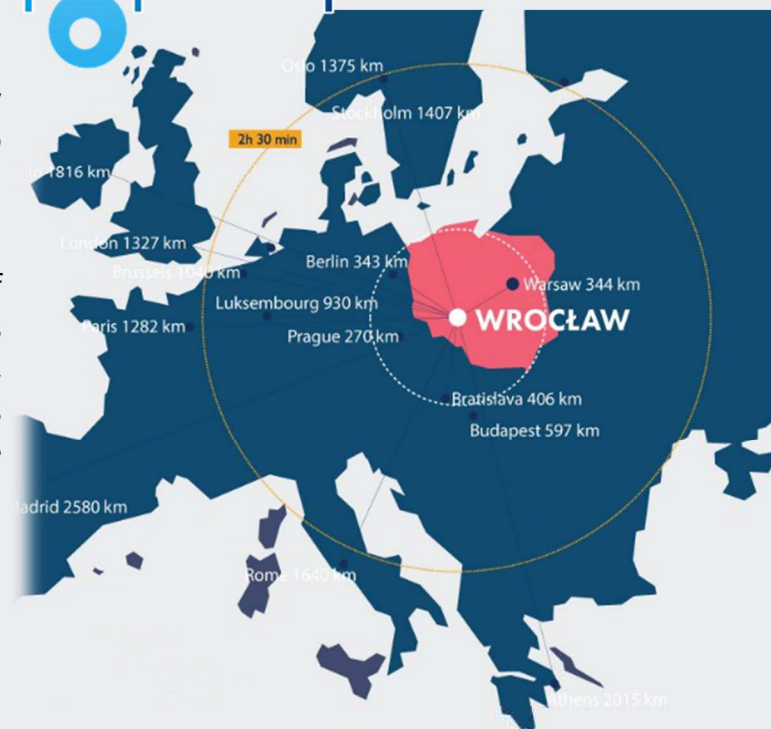 Oslo 1375 km
Stockholm 1407 km
2h 30 min
1816 km
London 1327 km
Berlin 343 km
Brussels 1040 km
Warsaw 344 km
Luksembourg 930 km
WROCŁAW
Paris 1282 km
Prague 270 km
Bratislava 406 km
Budapest 597 km
Madrid 2580 km
Rome 1640 km
Athens 2015 km